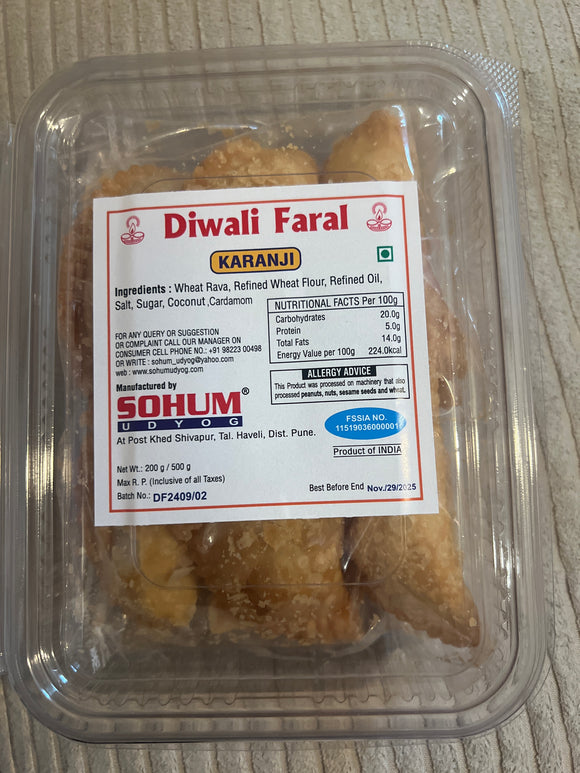 Diwali Faral
KARANJI
Ingredients : Wheat Rava, Refined Wheat Flour, Refined Oil,
Salt, Sugar, Coconut ,Cardamom
NUTRITIONAL FACTS Per 100g
Carbohydrates 20.0g
Protein 5.0g
Total Fats 14.0g
Energy Value per 100g 224.0kcal
FOR ANY QUERY OR SUGGESTION
OR COMPLAINT CALL OUR MANAGER ON
CONSUMER CELL PHONE NO.: +91 98223 00498
OR WRITE : sohum_udyog@yahoo.com
web : www.sohumudyog.com
ALLERGY ADVICE
This Product was processed on machinery that also
processed peanuts, nuts, sesame seeds and wheat.
Manufactured by
SOHUM®
UDYOG
At Post Khed Shivapur, Tal. Haveli, Dist. Pune.
FSSIA NO.
Product of INDIA
Net Wt.: 200 g / 500 g
Max R. P. (Inclusive of all Taxes)
Batch No.: DF2409/02
Best Before End Nov./29/2025